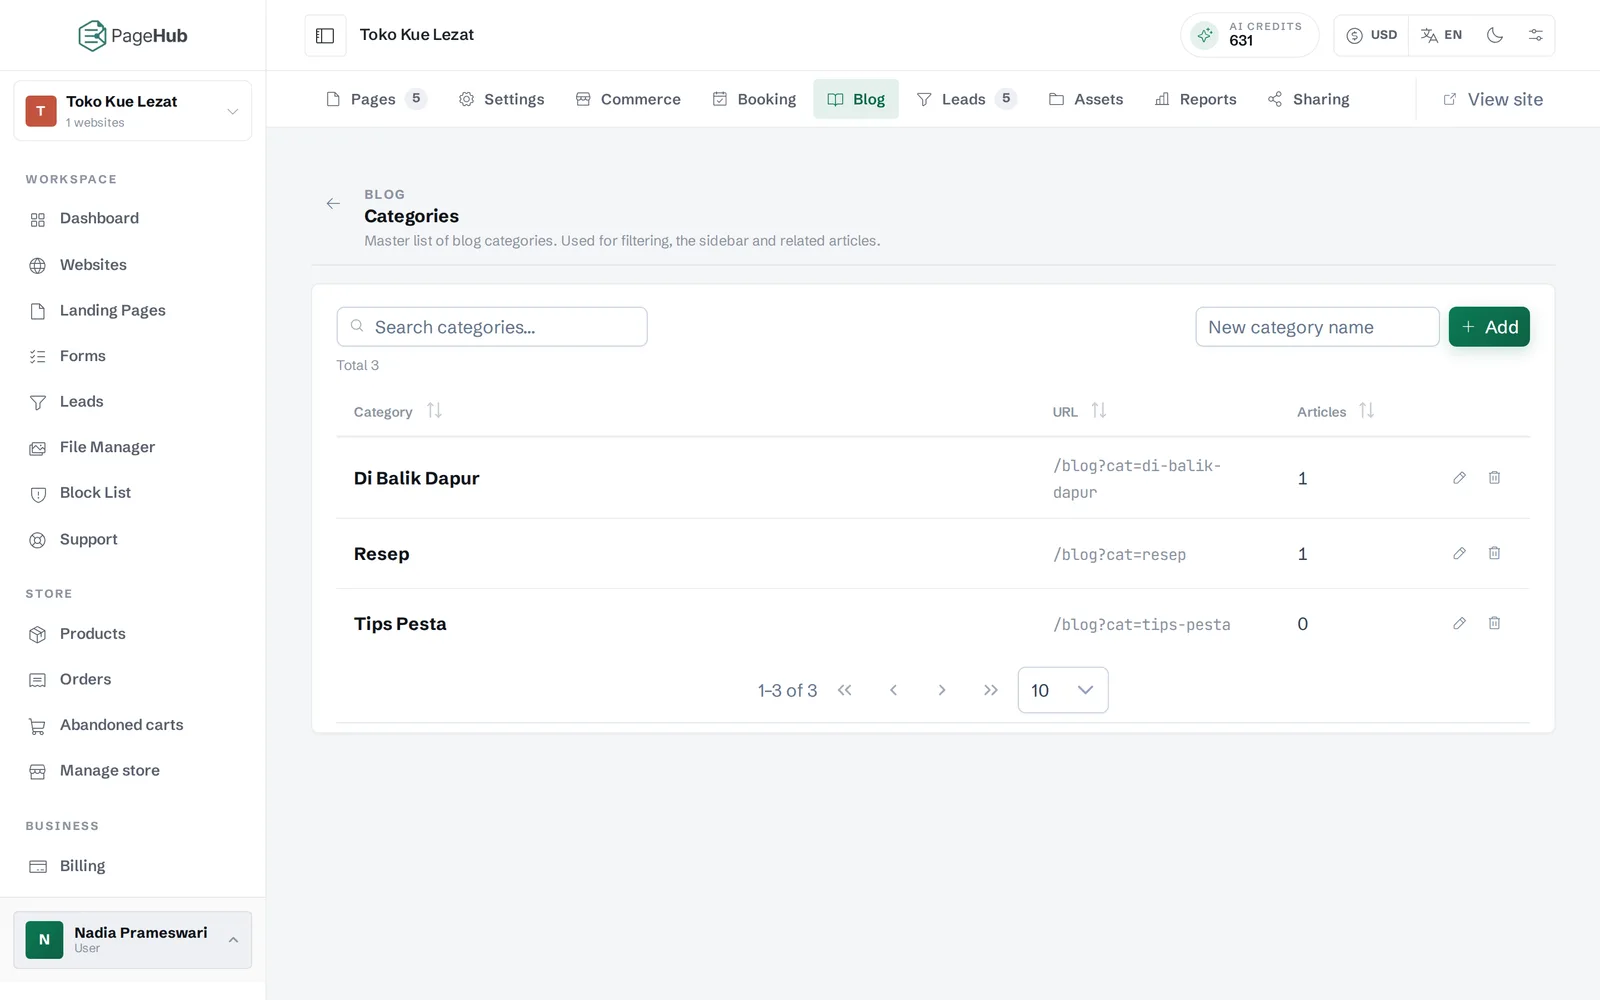 PageHub
Toko Kue Lezat
AI CREDITS
631
USD
EN
T
Toko Kue Lezat
1 websites
Pages 5
Settings
Commerce
Booking
Blog
Leads 5
Assets
Reports
Sharing
View site
WORKSPACE
Dashboard
Websites
Landing Pages
Forms
Leads
File Manager
Block List
Support
STORE
Products
Orders
Abandoned carts
Manage store
BUSINESS
Billing
N
Nadia Prameswari
User
BLOG
Categories
Master list of blog categories. Used for filtering, the sidebar and related articles.
Search categories...
New category name
+ Add
Total 3
Category URL Articles
Di Balik Dapur /blog?cat=di-balik-
dapur 1
Resep /blog?cat=resep 1
Tips Pesta /blog?cat=tips-pesta 0
1-3 of 3
10